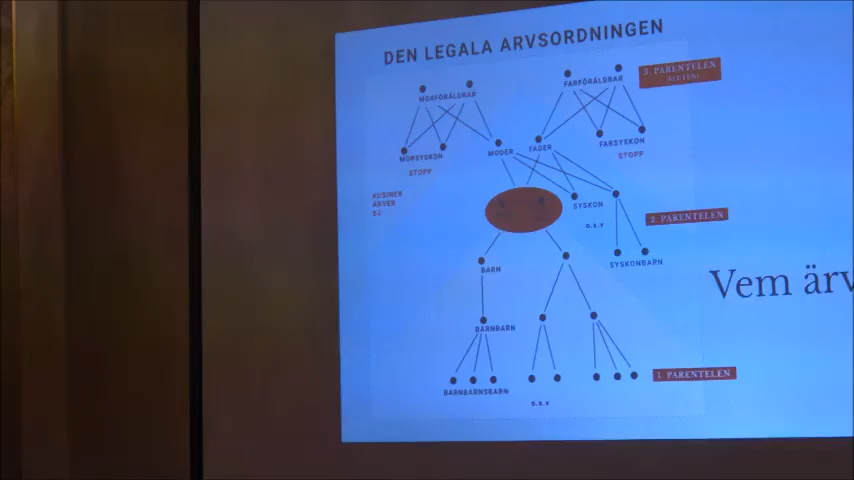 DEN LEGALA ARVSORDNINGEN
MORFÖRÄLDRAR
FARFÖRÄLDRAR
3. PARENTELEN
(SLUTEN)
MORSYSKON
STOPP
MODER
FADER
FARSYSKON
STOPP
KUSINER
ÄRVER
EJ
SYSKON
O.S.V
2. PARENTELEN
SYSKONBARN
BARN
Vem ärv
BARNBARN
1. PARENTELEN
BARNBARNSBARN
O.S.V